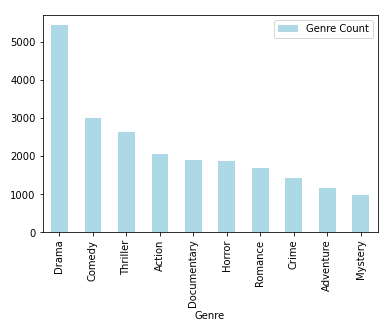 Genre Count
5000
4000
3000
2000
1000
0
Drama
Comedy
Thriller
Action
Documentary
Horror
Romance
Crime
Adventure
Mystery
Genre